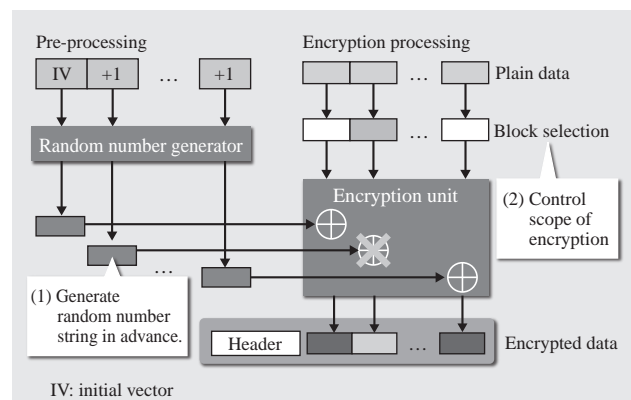 Pre-processing
Encryption processing
IV +1 … +1
… Plain data
Random number generator
… Block selection
Encryption unit
(2) Control
scope of
encryption
…
(1) Generate
random number
string in advance.
Header … Encrypted data
IV: initial vector